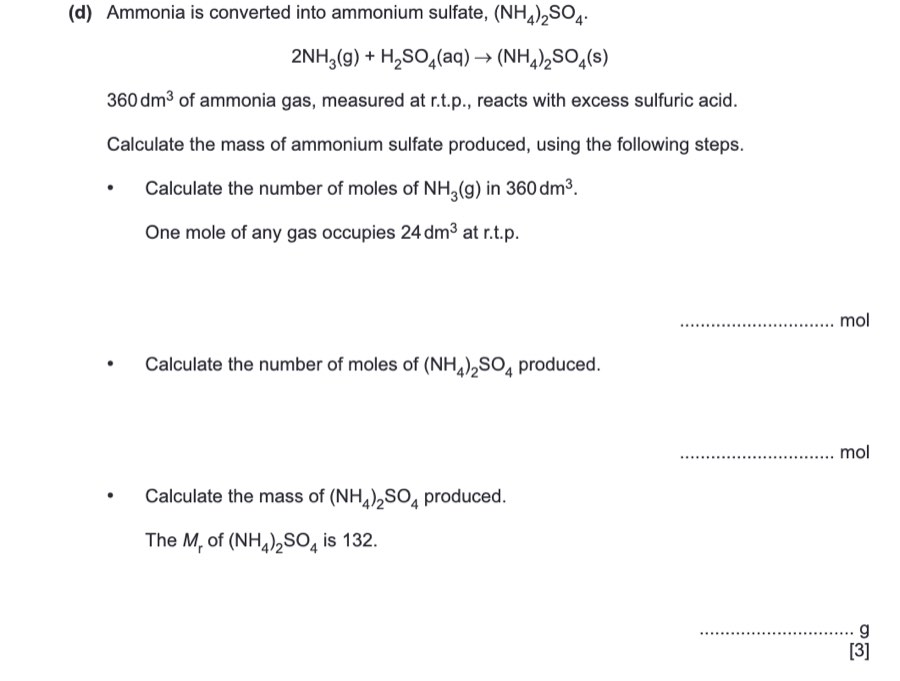 (d) Ammonia is converted into ammonium sulfate, (NH₄)₂SO₄.
2NH₃(g) + H₂SO₄(aq) → (NH₄)₂SO₄(s)
360 dm³ of ammonia gas, measured at r.t.p., reacts with excess sulfuric acid.
Calculate the mass of ammonium sulfate produced, using the following steps.
• Calculate the number of moles of NH₃(g) in 360 dm³.
One mole of any gas occupies 24 dm³ at r.t.p.
............................... mol
• Calculate the number of moles of (NH₄)₂SO₄ produced.
............................... mol
• Calculate the mass of (NH₄)₂SO₄ produced.
The Mᵣ of (NH₄)₂SO₄ is 132.
............................... g
[3]